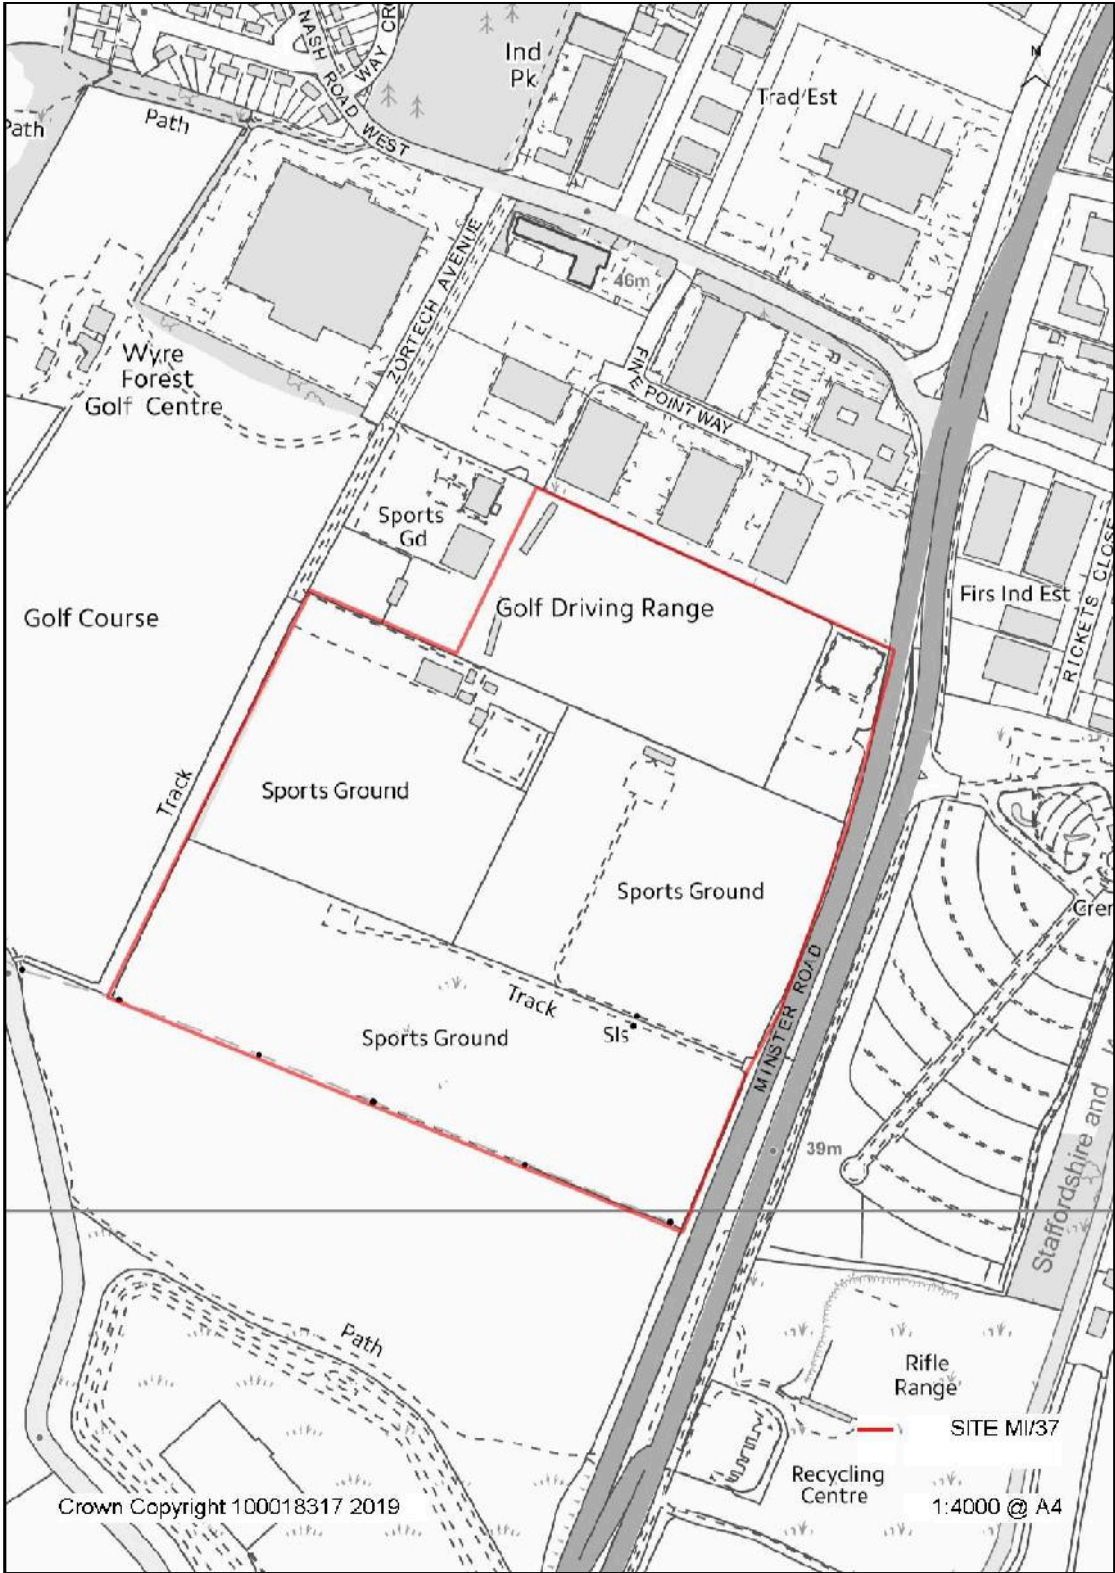 NASH ROAD WEST
WAY CR
Ind
Pk
N
Trad Est
Path
Path
ZORTECH AVENUE
46m
Wyre
Forest
Golf Centre
FINE POINT WAY
Sports
Gd
Golf Course
Golf Driving Range
Firs Ind Est
RICKETS CLOSE
Track
Sports Ground
Sports Ground
Crer
Track
Sls
Sports Ground
MINSTER ROAD
39m
Staffordshire and
Path
Rifle
Range
SITE MI/37
Recycling
Centre
Crown Copyright 100018317 2019
1:4000 @ A4